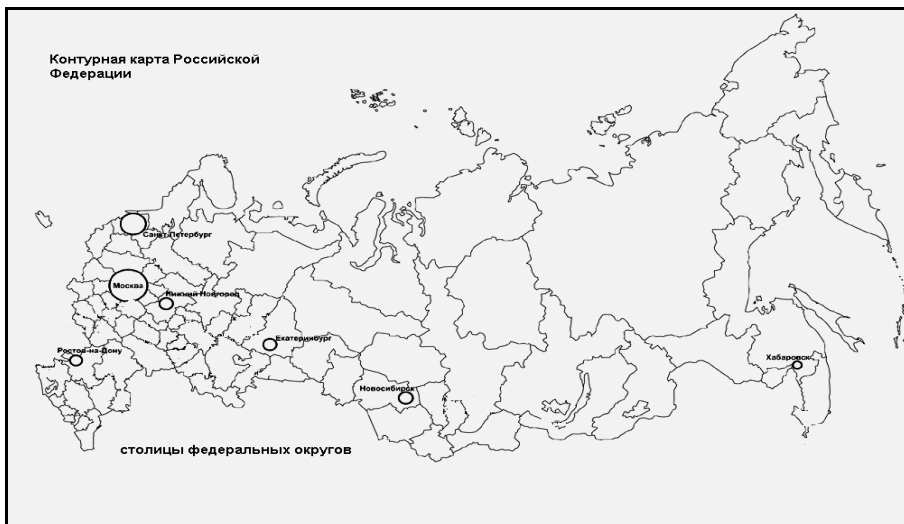 Контурная карта Российской
Федерации
Санкт-Петербург
Москва
Нижний Новгород
Екатеринбург
Ростов-на-Дону
Хабаровск
Новосибирск
столицы федеральных округов